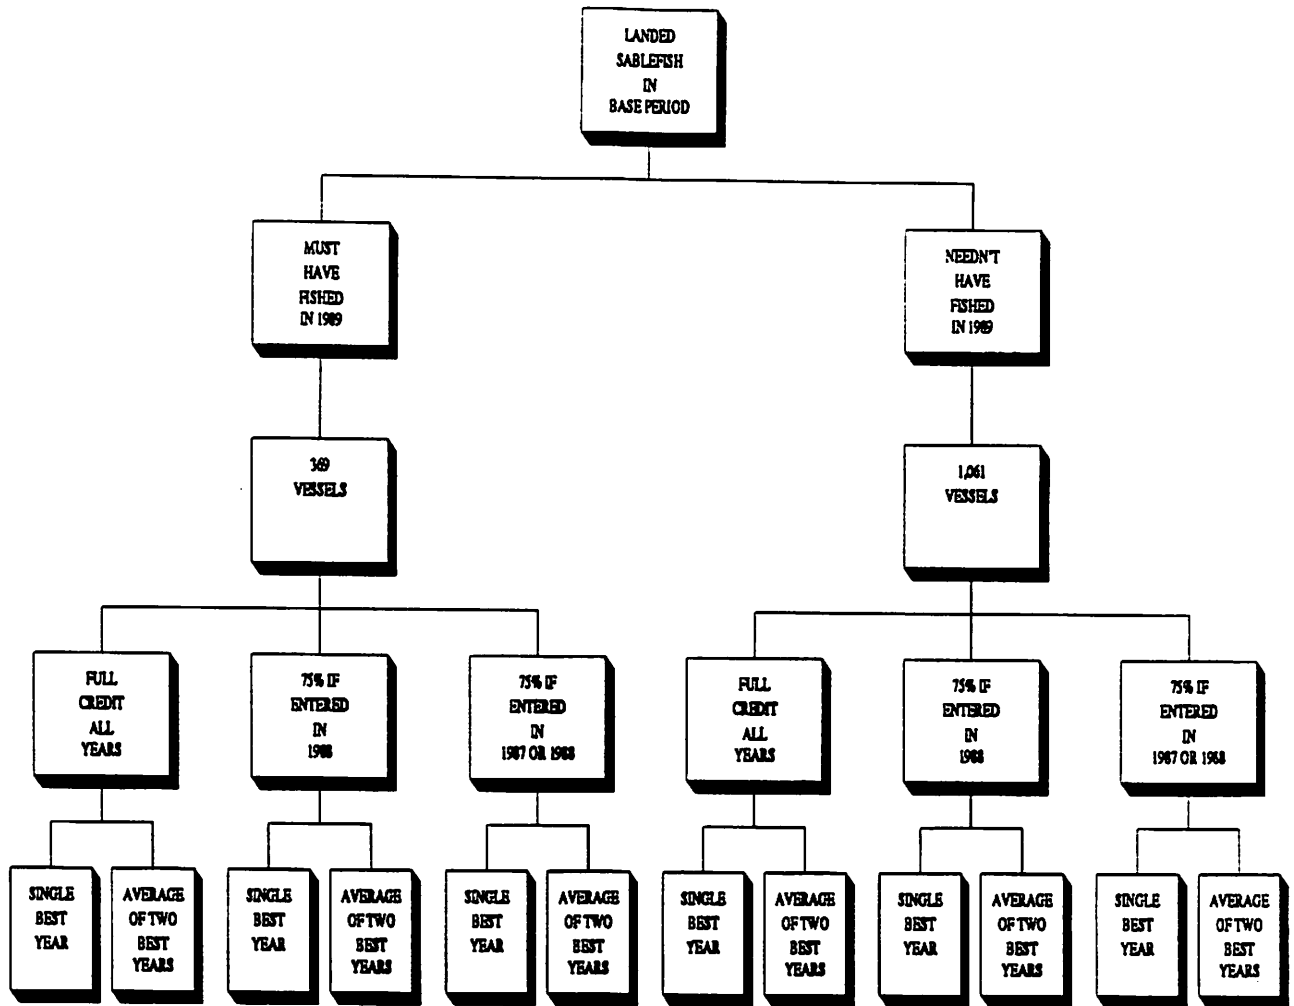 LANDED
SABLEFISH
IN
BASE PERIOD
MUST
HAVE
FISHED
IN 1989
NEEDN'T
HAVE
FISHED
IN 1989
369
VESSELS
1,061
VESSELS
FULL
CREDIT
ALL
YEARS
75% IF
ENTERED
IN
1988
75% IF
ENTERED
IN
1987 OR 1988
FULL
CREDIT
ALL
YEARS
75% IF
ENTERED
IN
1988
75% IF
ENTERED
IN
1987 OR 1988
SINGLE
BEST
YEAR
AVERAGE
OF TWO
BEST
YEARS
SINGLE
BEST
YEAR
AVERAGE
OF TWO
BEST
YEARS
SINGLE
BEST
YEAR
AVERAGE
OF TWO
BEST
YEARS
SINGLE
BEST
YEAR
AVERAGE
OF TWO
BEST
YEARS
SINGLE
BEST
YEAR
AVERAGE
OF TWO
BEST
YEARS
SINGLE
BEST
YEAR
AVERAGE
OF TWO
BEST
YEARS